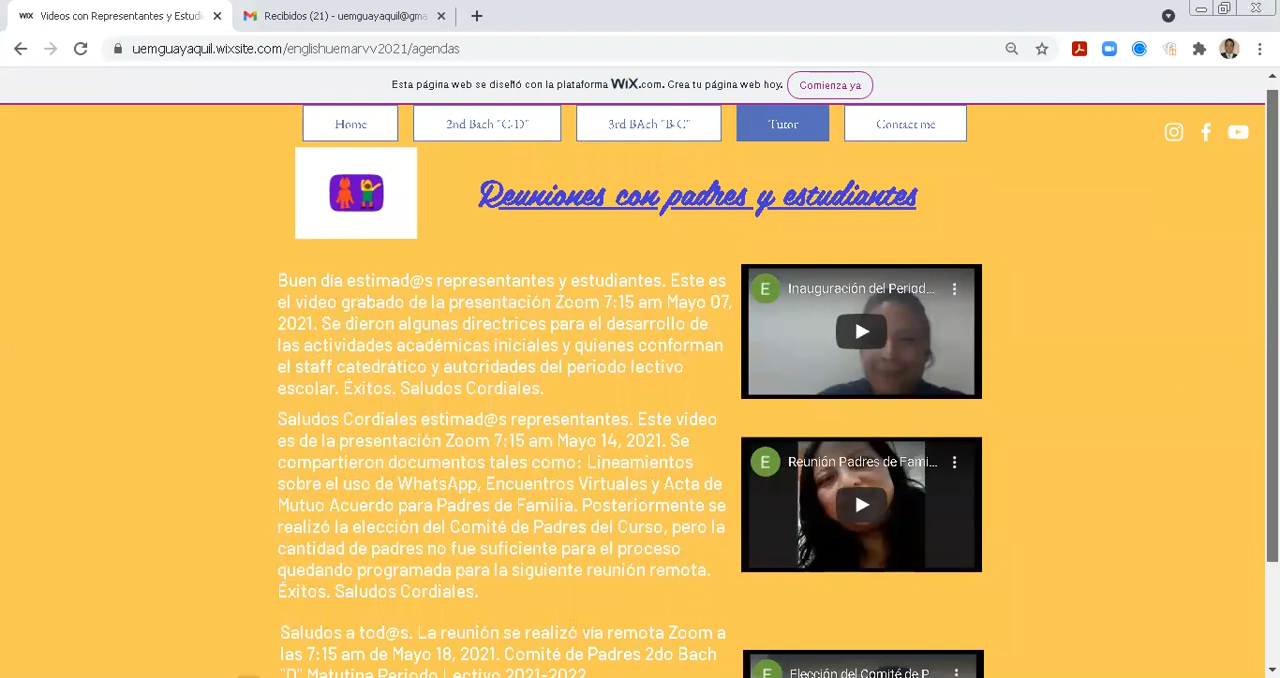 WIX Videos con Representantes y Estudi
Recibidos (21) - uemguayaquil@gma
uemguayaquil.wixsite.com/englishuemarvv2021/agendas
Esta página web se diseñó con la plataforma WiX.com. Crea tu página web hoy. Comienza ya
Home 2nd Bach "C-D" 3rd BAch "B-C" Tutor Contact me
Reuniones con padres y estudiantes
Buen día estimad@s representantes y estudiantes. Este es
el video grabado de la presentación Zoom 7:15 am Mayo 07,
2021. Se dieron algunas directrices para el desarrollo de
las actividades académicas iniciales y quienes conforman
el staff catedrático y autoridades del periodo lectivo
escolar. Éxitos. Saludos Cordiales.
E Inauguración del Period...
Saludos Cordiales estimad@s representantes. Este video
es de la presentación Zoom 7:15 am Mayo 14, 2021. Se
compartieron documentos tales como: Lineamientos
sobre el uso de WhatsApp, Encuentros Virtuales y Acta de
Mutuo Acuerdo para Padres de Familia. Posteriormente se
realizó la elección del Comité de Padres del Curso, pero la
cantidad de padres no fue suficiente para el proceso
quedando programada para la siguiente reunión remota.
Éxitos. Saludos Cordiales.
E Reunión Padres de Fami...
Saludos a tod@s. La reunión se realizó vía remota Zoom a
las 7:15 am de Mayo 18, 2021. Comité de Padres 2do Bach
"D" Matutina Periodo Lectivo 2021-2022
E Elección del Comité de P...